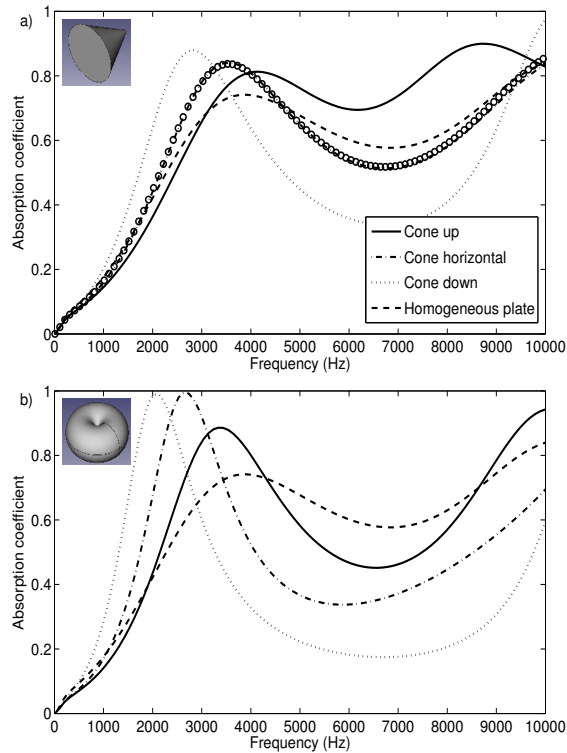 a)
1
0.8
0.6
0.4
0.2
0
Absorption coefficient
0 1000 2000 3000 4000 5000 6000 7000 8000 9000 10000
Frequency (Hz)
Cone up
Cone horizontal
Cone down
Homogeneous plate
b)
1
0.8
0.6
0.4
0.2
0
Absorption coefficient
0 1000 2000 3000 4000 5000 6000 7000 8000 9000 10000
Frequency (Hz)